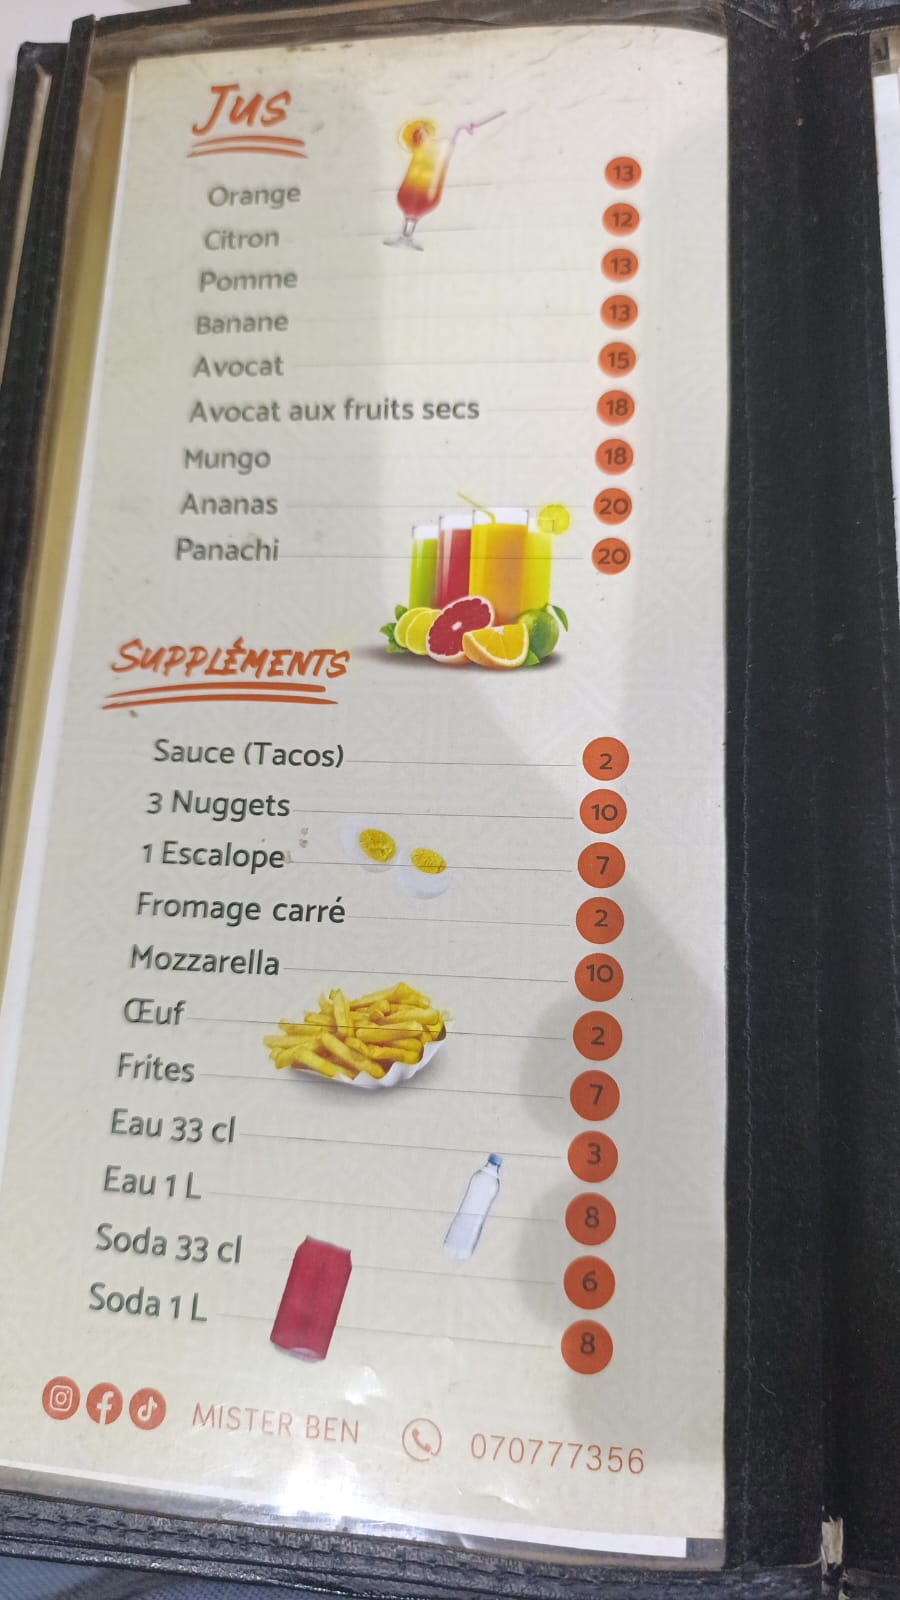 Jus
Orange 13
Citron 12
Pomme 13
Banane 13
Avocat 15
Avocat aux fruits secs 18
Mungo 18
Ananas 20
Panachi 20
SUPPLÉMENTS
Sauce (Tacos) 2
3 Nuggets 10
1 Escalope 7
Fromage carré 2
Mozzarella 10
Œuf 2
Frites 7
Eau 33 cl 3
Eau 1 L 8
Soda 33 cl 6
Soda 1 L 8
MISTER BEN 070777356